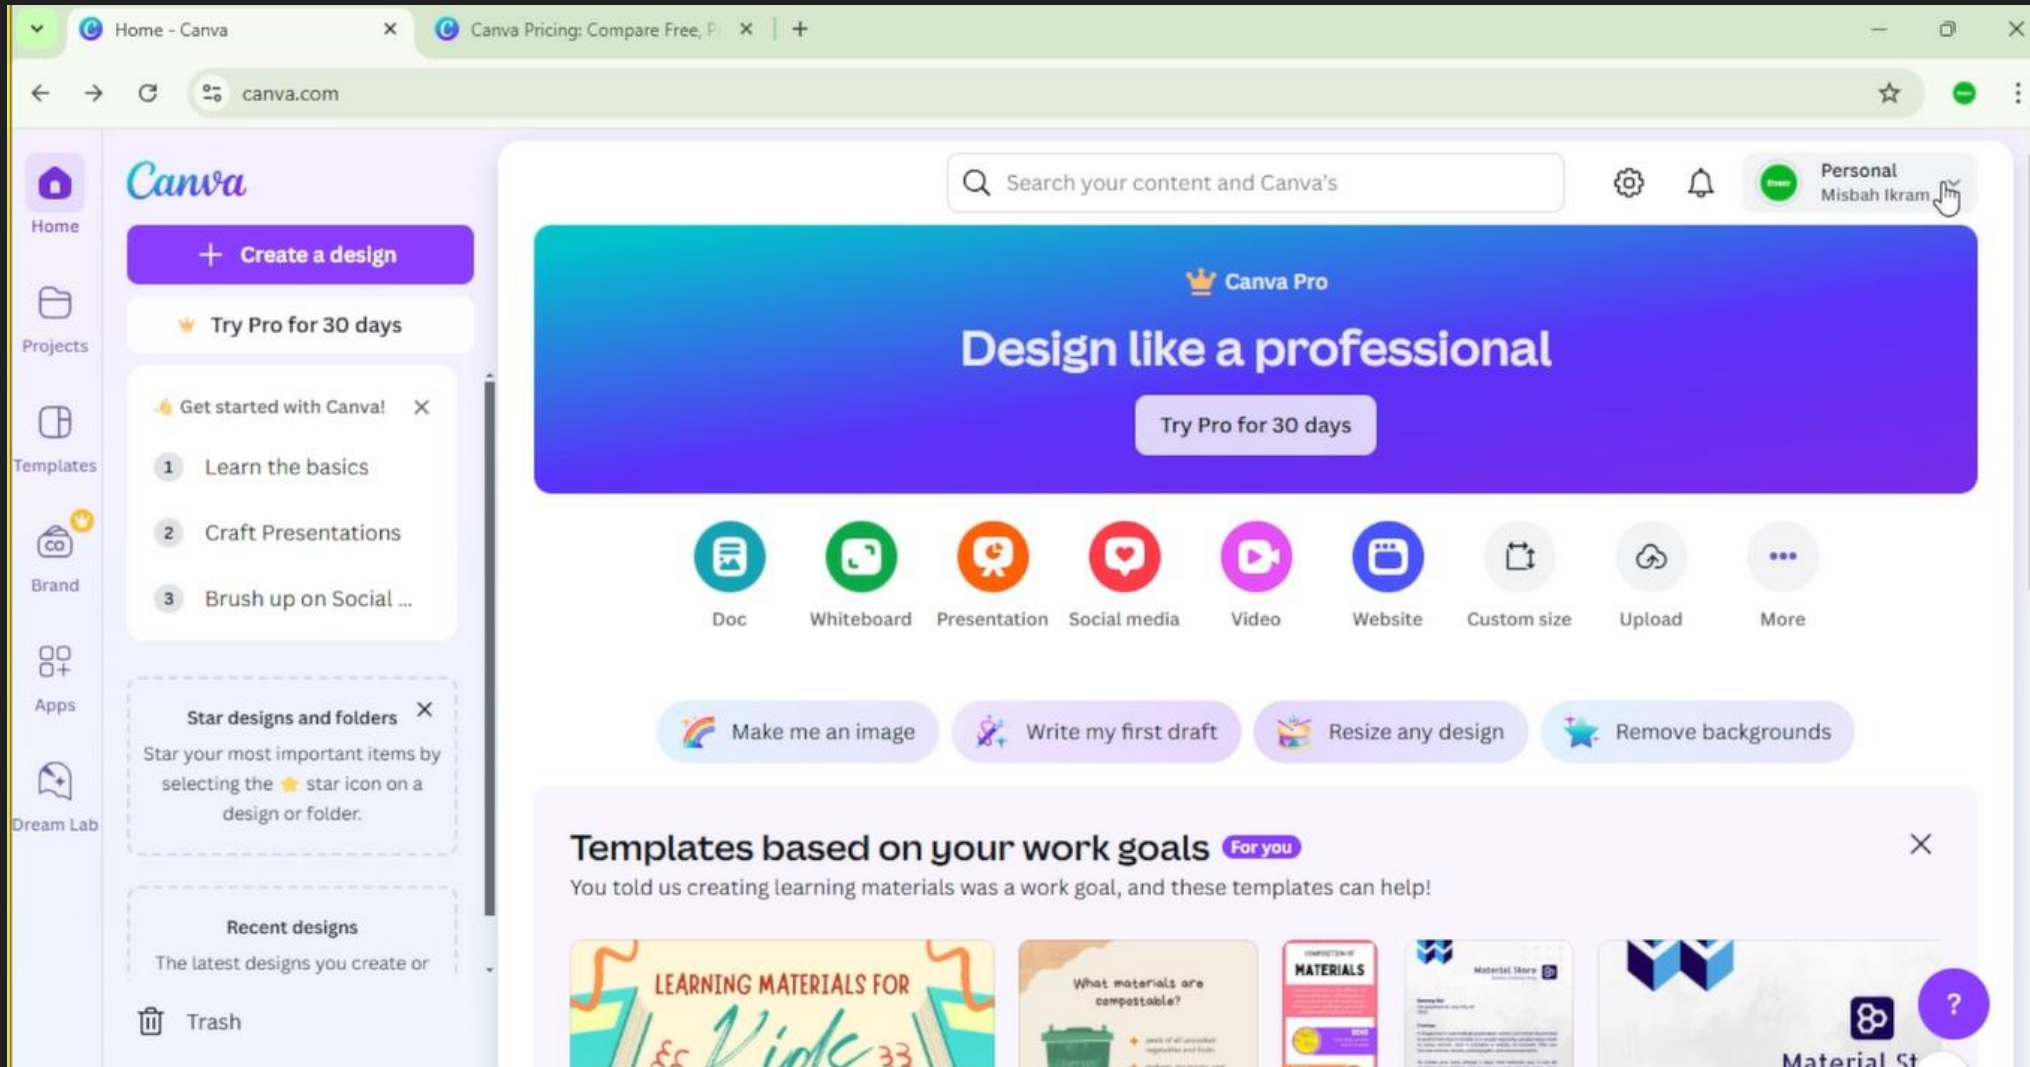 Home - Canva
Canva Pricing: Compare Free, P
canva.com
Home
Projects
Templates
Brand
Apps
Dream Lab
Canva
+ Create a design
Try Pro for 30 days
Get started with Canva!
1 Learn the basics
2 Craft Presentations
3 Brush up on Social ...
Star designs and folders
Star your most important items by
selecting the star icon on a
design or folder.
Recent designs
The latest designs you create or
Trash
Search your content and Canva's
Personal
Misbah Ikram
Canva Pro
Design like a professional
Try Pro for 30 days
Doc
Whiteboard
Presentation
Social media
Video
Website
Custom size
Upload
More
Make me an image
Write my first draft
Resize any design
Remove backgrounds
Templates based on your work goals For you
You told us creating learning materials was a work goal, and these templates can help!
LEARNING MATERIALS FOR
Kids
What materials are
compostable?
COMPOSITION OF
MATERIALS
Material Store
Material St
?